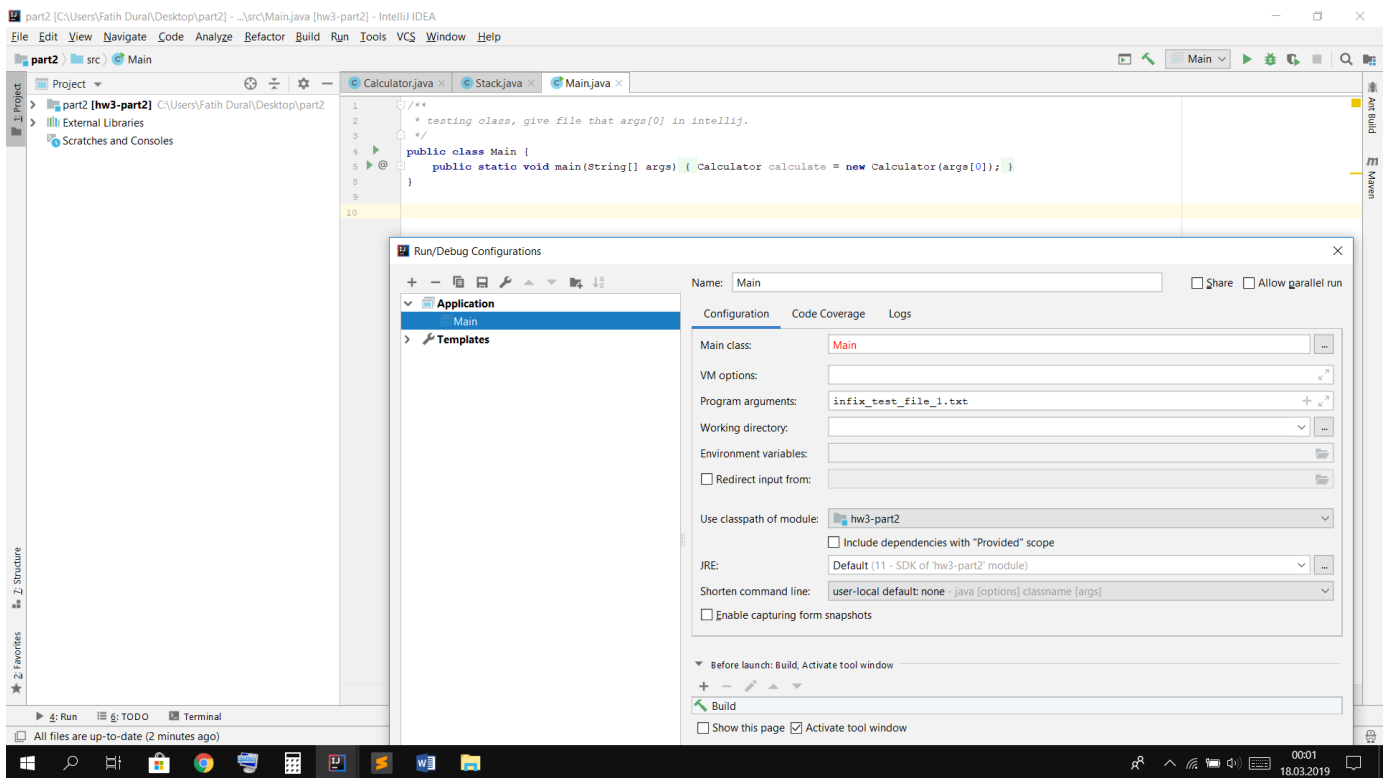 part2 [C:\Users\Fatih Dural\Desktop\part2] - ...\src\Main.java [hw3-part2] - IntelliJ IDEA
File Edit View Navigate Code Analyze Refactor Build Run Tools VCS Window Help
part2 src Main
Main
1: Project
Project
part2 [hw3-part2] C:\Users\Fatih Dural\Desktop\part2
External Libraries
Scratches and Consoles
Calculator.java Stack.java Main.java
1 /**
2 * testing class, give file that args[0] in intellij.
3 */
4 public class Main {
5 public static void main(String[] args) { Calculator calculate = new Calculator(args[0]); }
8 }
9
10
Ant Build
m Maven
Run/Debug Configurations
Application
Main
Templates
Name: Main
Share Allow parallel run
Configuration Code Coverage Logs
Main class: Main ...
VM options:
Program arguments: infix_test_file_1.txt
Working directory: ...
Environment variables:
Redirect input from:
Use classpath of module: hw3-part2
Include dependencies with "Provided" scope
JRE: Default (11 - SDK of 'hw3-part2' module) ...
Shorten command line: user-local default: none - java [options] classname [args]
Enable capturing form snapshots
Before launch: Build, Activate tool window
Build
Show this page Activate tool window
7: Structure
2: Favorites
4: Run 6: TODO Terminal
All files are up-to-date (2 minutes ago)
00:01
18.03.2019